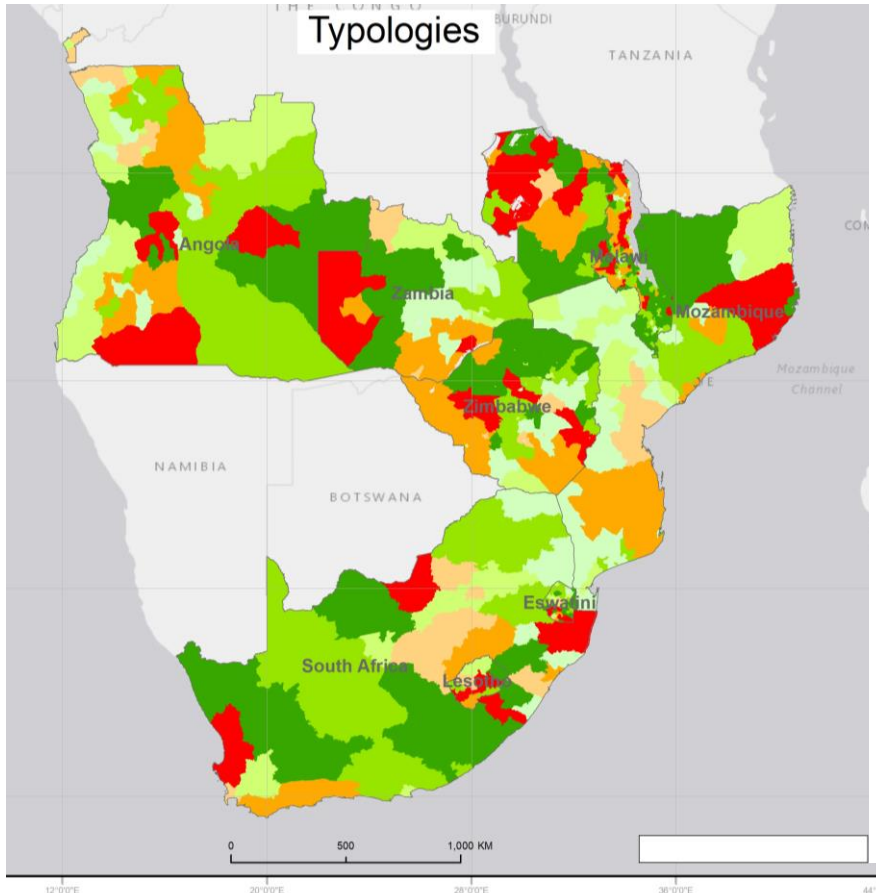 THE CONGO
BURUNDI
Typologies
TANZANIA
Angola
Malawi
Zambia
Mozambique
Mozambique
Channel
Zimbabwe
NAMIBIA
BOTSWANA
Eswatini
South Africa
Lesotho
0 500 1,000 KM
12°0'0"E 20°0'0"E 28°0'0"E 36°0'0"E